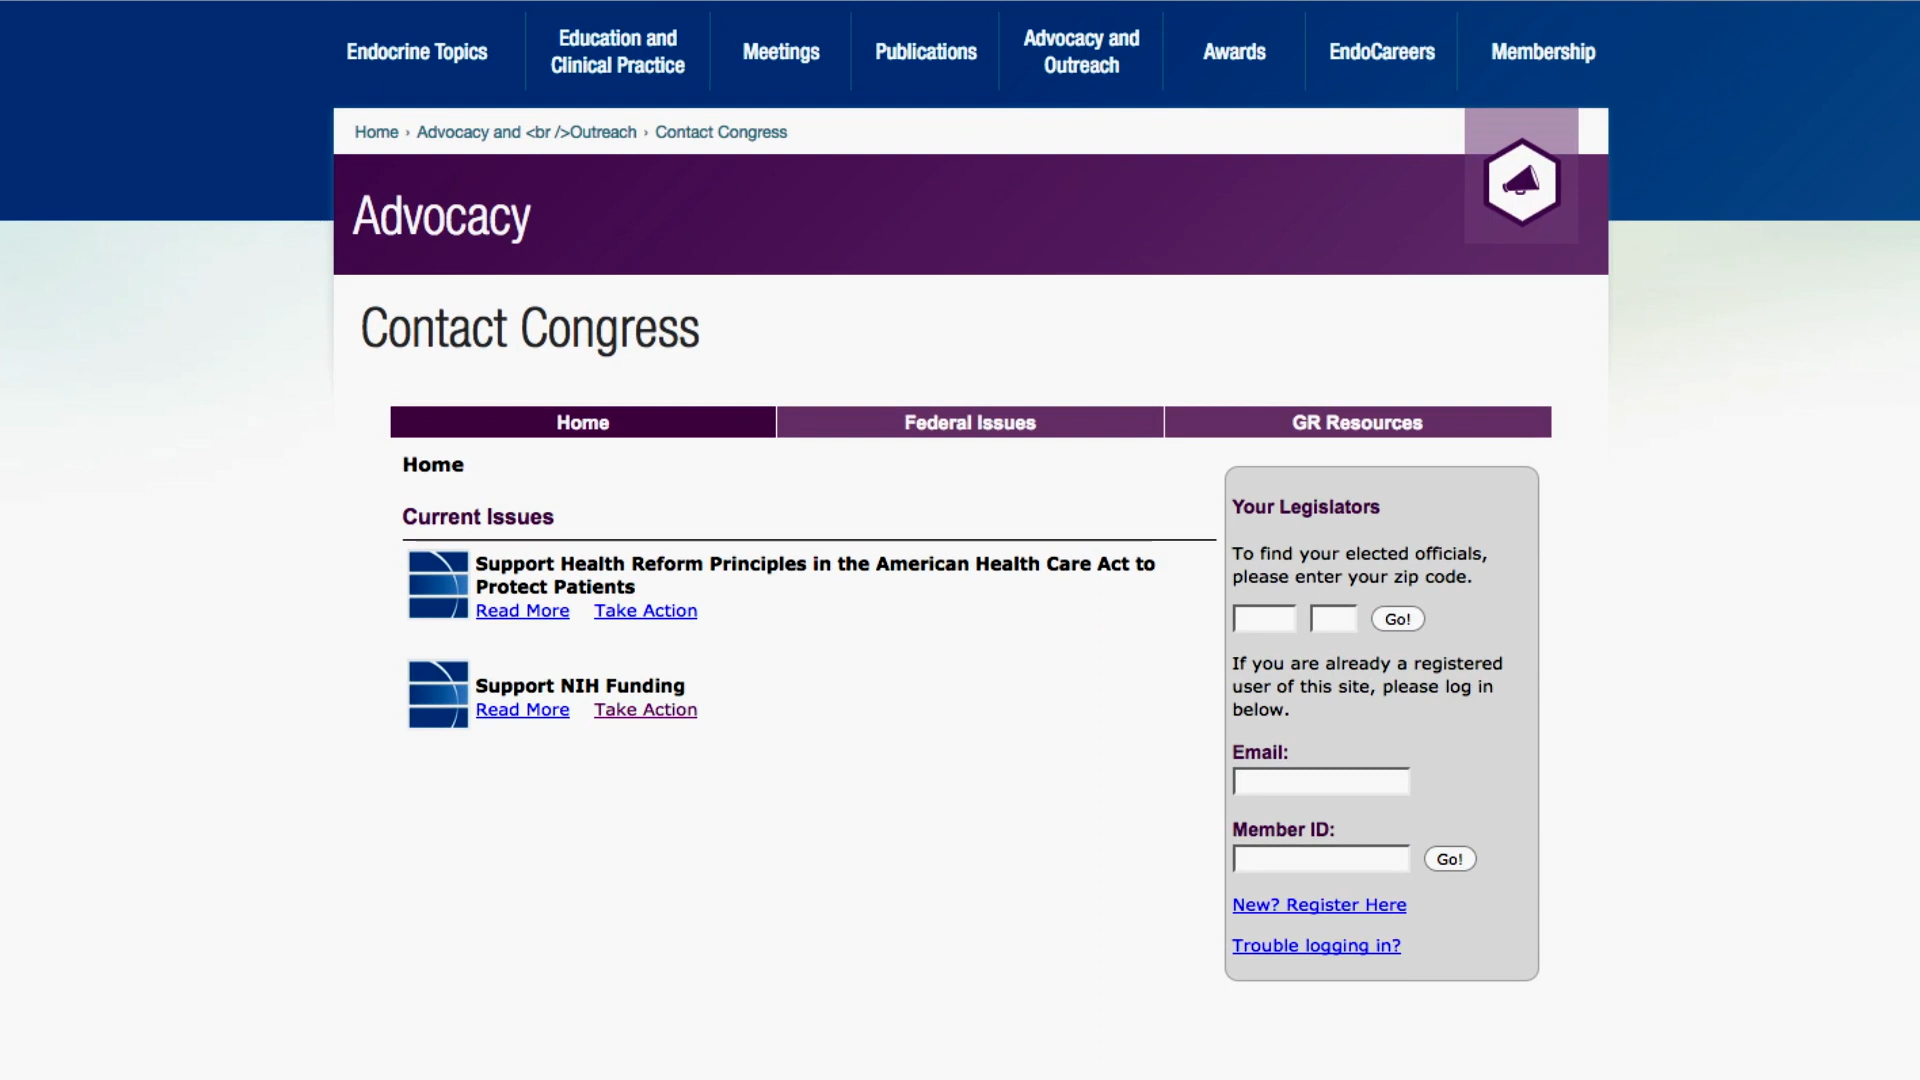 Endocrine Topics
Education and
Clinical Practice
Meetings
Publications
Advocacy and
Outreach
Awards
EndoCareers
Membership
Home › Advocacy and <br />Outreach › Contact Congress
Advocacy
Contact Congress
Home
Federal Issues
GR Resources
Home
Current Issues
Support Health Reform Principles in the American Health Care Act to
Protect Patients
Read More Take Action
Support NIH Funding
Read More Take Action
Your Legislators
To find your elected officials,
please enter your zip code.
Go!
If you are already a registered
user of this site, please log in
below.
Email:
Member ID:
Go!
New? Register Here
Trouble logging in?